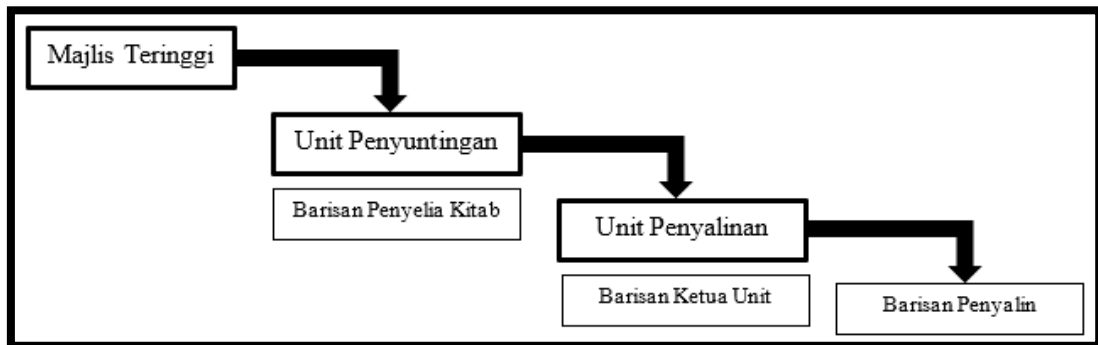 Majlis Teringgi
Unit Penyuntingan
Barisan Penyelia Kitab
Unit Penyalinan
Barisan Ketua Unit
Barisan Penyalin